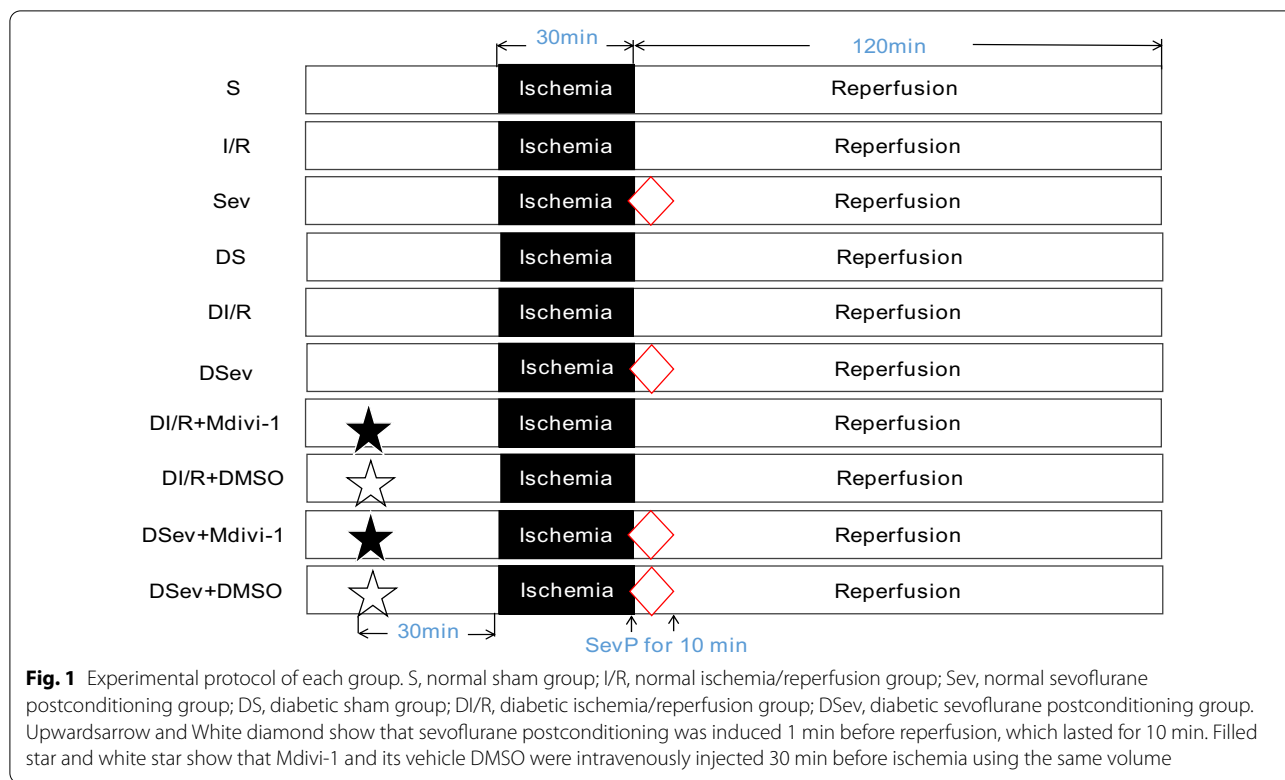 30min 120min
S Ischemia Reperfusion
I/R Ischemia Reperfusion
Sev Ischemia Reperfusion
DS Ischemia Reperfusion
DI/R Ischemia Reperfusion
DSev Ischemia Reperfusion
DI/R+Mdivi-1 Ischemia Reperfusion
DI/R+DMSO Ischemia Reperfusion
DSev+Mdivi-1 Ischemia Reperfusion
DSev+DMSO Ischemia Reperfusion
30min
SevP for 10 min
Fig. 1 Experimental protocol of each group. S, normal sham group; I/R, normal ischemia/reperfusion group; Sev, normal sevoflurane
postconditioning group; DS, diabetic sham group; DI/R, diabetic ischemia/reperfusion group; DSev, diabetic sevoflurane postconditioning group.
Upwardsarrow and White diamond show that sevoflurane postconditioning was induced 1 min before reperfusion, which lasted for 10 min. Filled
star and white star show that Mdivi-1 and its vehicle DMSO were intravenously injected 30 min before ischemia using the same volume